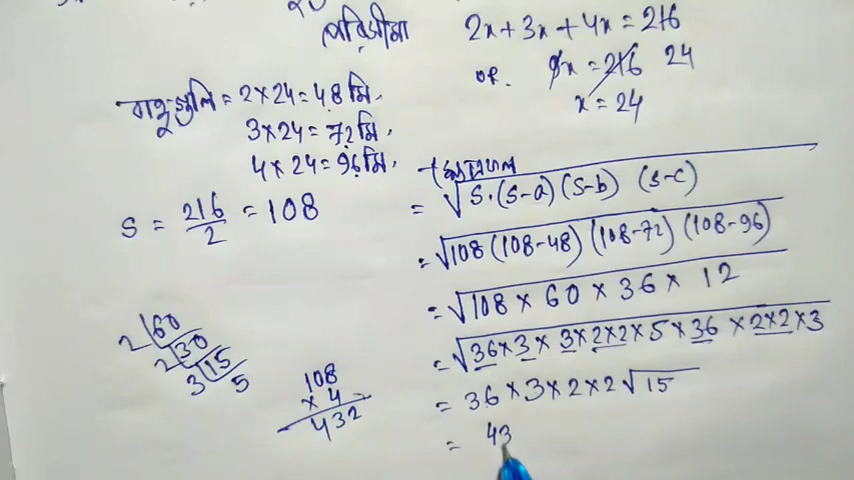 পরিসীমা
2x+3x+4x=216
or. 9x = 216 24
x = 24
বাহুগুলি = 2×24=48 মি.
3×24=72 মি.
4×24=96 মি.
S = 216/2 = 108
ক্ষেত্রফল
= √S.(S-a)(S-b) (S-c)
= √108(108-48)(108-72)(108-96)
= √108 × 60 × 36 × 12
= √36×3×3×2×2×5×36×2×2×3
= 36×3×2×2√15
= 43
2|60
2|30
3|15
5
108
× 4
432